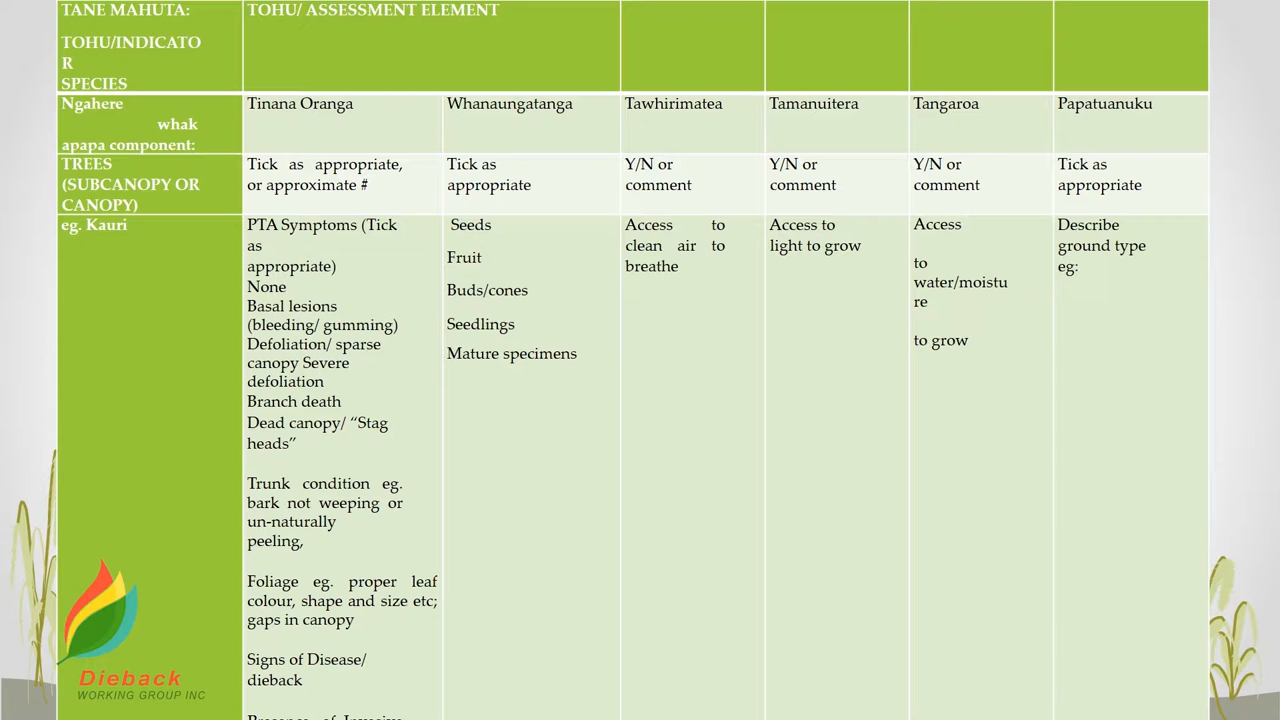 TANE MAHUTA:
TOHU/INDICATO
R
SPECIES
TOHU/ ASSESSMENT ELEMENT
Ngahere
whak
apapa component:
Tinana Oranga
Whanaungatanga
Tawhirimatea
Tamanuitera
Tangaroa
Papatuanuku
TREES
(SUBCANOPY OR
CANOPY)
Tick as appropriate,
or approximate #
Tick as
appropriate
Y/N or
comment
Y/N or
comment
Y/N or
comment
Tick as
appropriate
eg. Kauri
PTA Symptoms (Tick
as
appropriate)
None
Basal lesions
(bleeding/ gumming)
Defoliation/ sparse
canopy Severe
defoliation
Branch death
Dead canopy/ “Stag
heads”
Trunk condition eg.
bark not weeping or
un-naturally
peeling,
Foliage eg. proper leaf
colour, shape and size etc;
gaps in canopy
Signs of Disease/
dieback
Presence of Invasive
Seeds
Fruit
Buds/cones
Seedlings
Mature specimens
Access to
clean air to
breathe
Access to
light to grow
Access
to
water/moistu
re
to grow
Describe
ground type
eg:
Dieback
WORKING GROUP INC